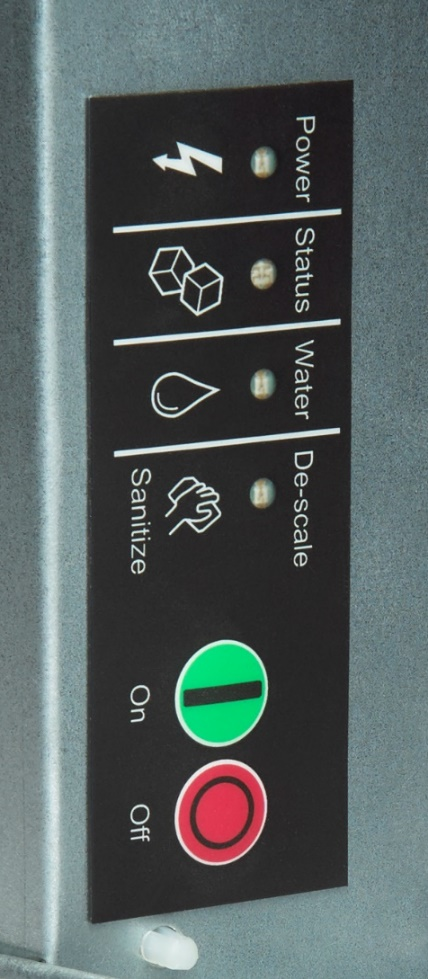 Power
Status
Water
De-scale
Sanitize
On
Off